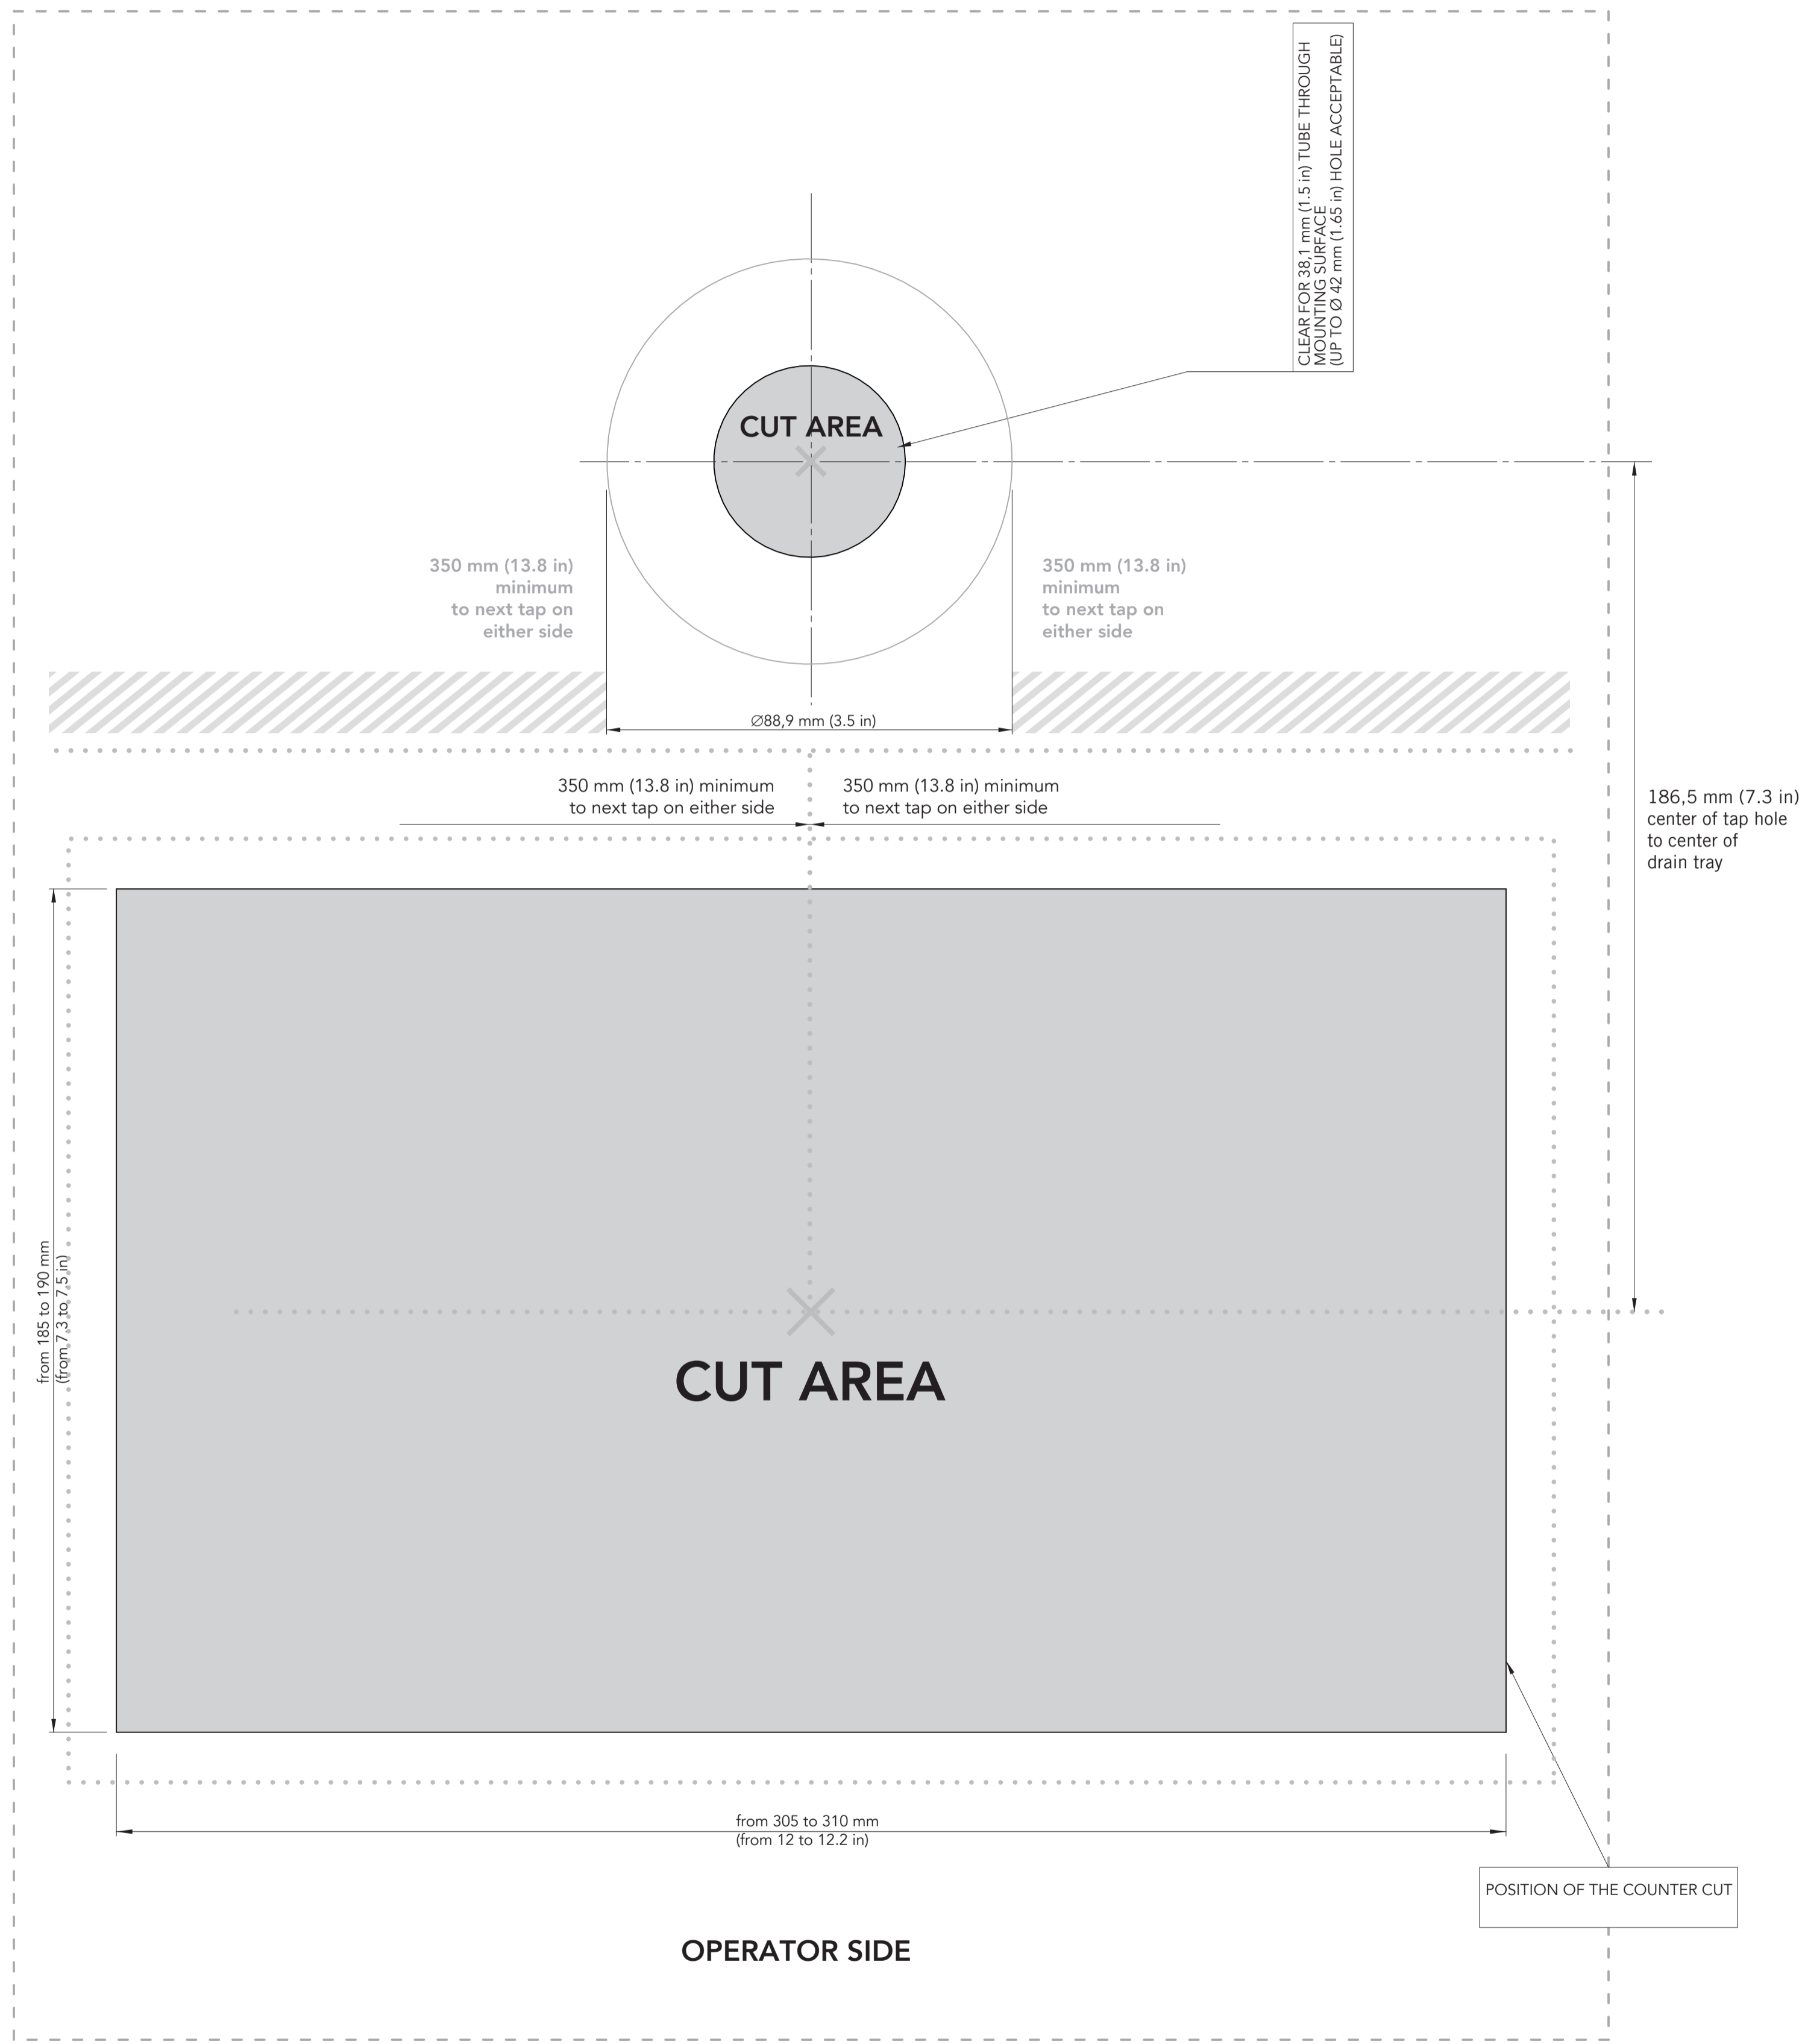 CLEAR FOR 38,1 mm (1.5 in) TUBE THROUGH
MOUNTING SURFACE
(UP TO Ø 42 mm (1.65 in) HOLE ACCEPTABLE)
CUT AREA
350 mm (13.8 in)
minimum
to next tap on
either side
350 mm (13.8 in)
minimum
to next tap on
either side
Ø88,9 mm (3.5 in)
350 mm (13.8 in) minimum
to next tap on either side
350 mm (13.8 in) minimum
to next tap on either side
186,5 mm (7.3 in)
center of tap hole
to center of
drain tray
from 185 to 190 mm
(from 7.3 to 7.5 in)
CUT AREA
from 305 to 310 mm
(from 12 to 12.2 in)
POSITION OF THE COUNTER CUT
OPERATOR SIDE